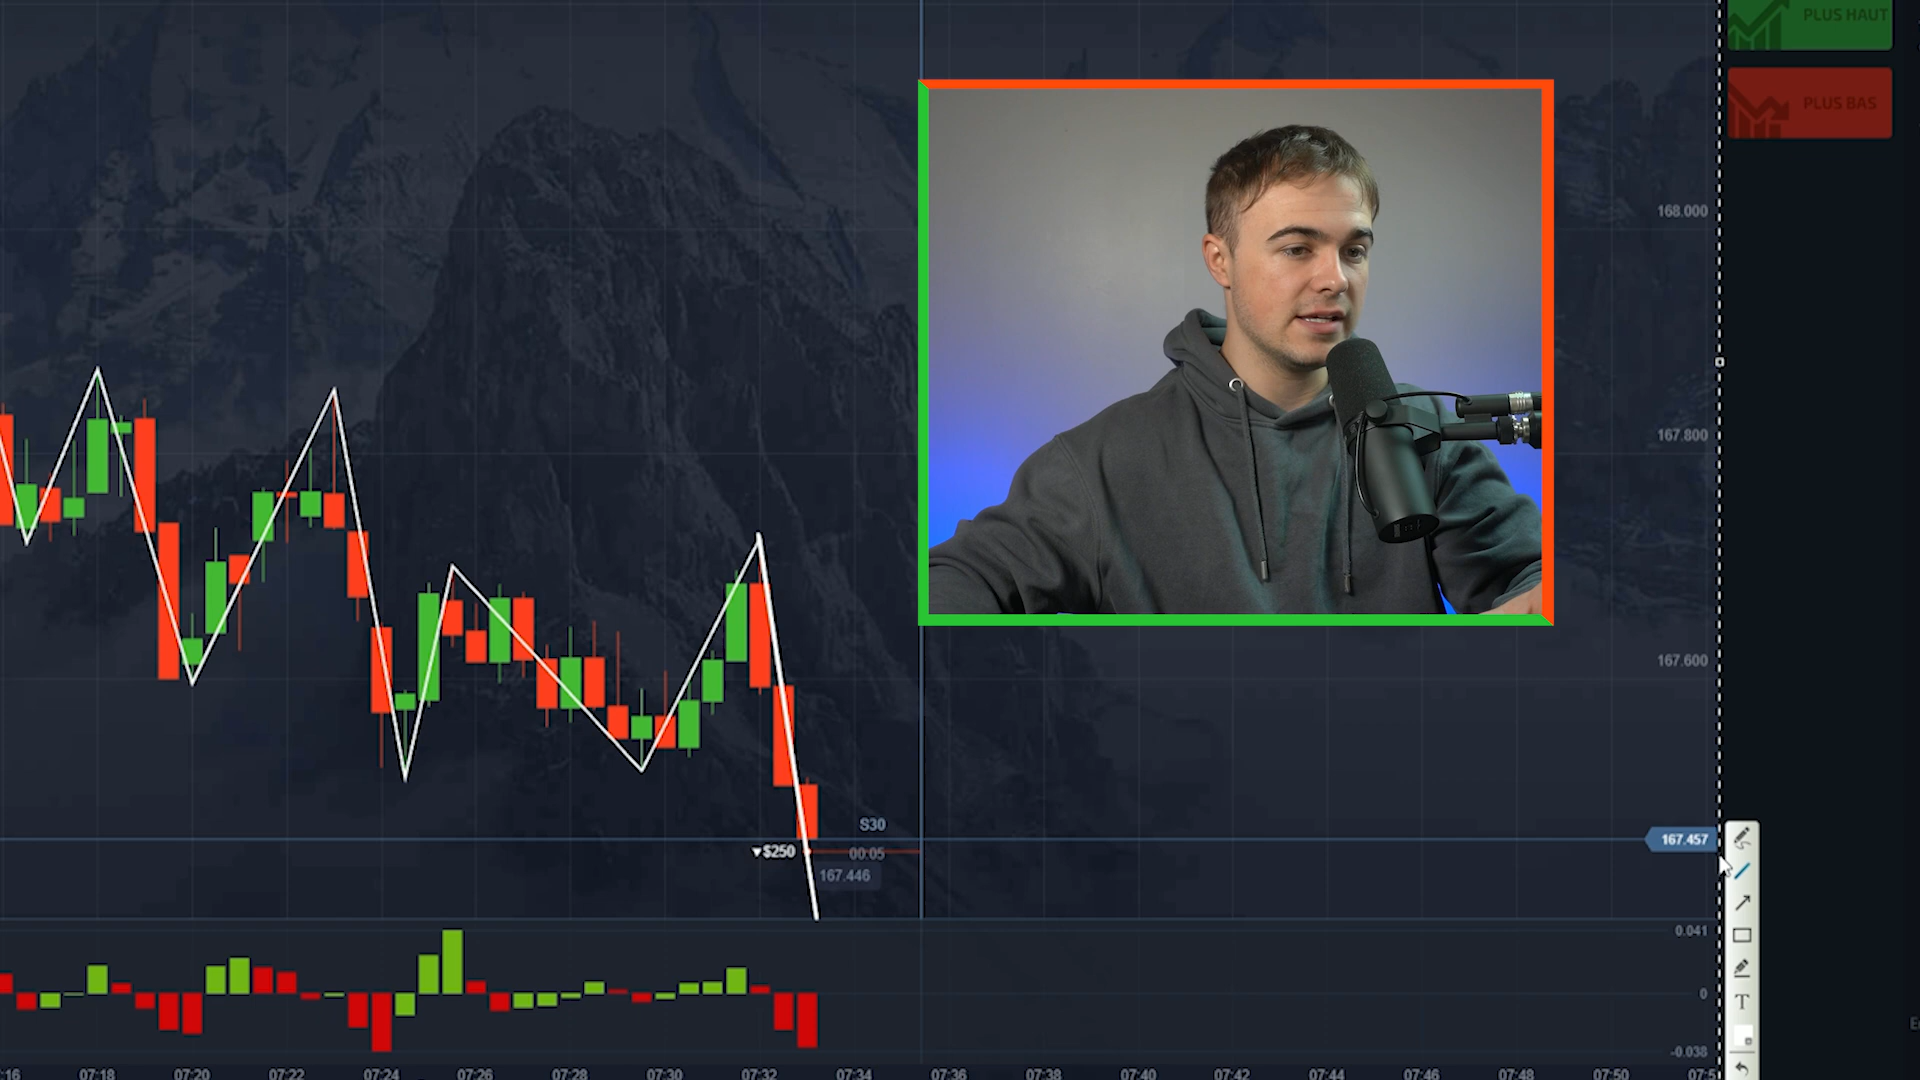 PLUS HAUT
PLUS BAS
168.000
167.800
167.600
S30
167.457
▼$250
00:05
167.446
0.041
0
T
-0.038
:16 07:18 07:20 07:22 07:24 07:26 07:28 07:30 07:32 07:34 07:36 07:38 07:40 07:42 07:44 07:46 07:48 07:50 07:5